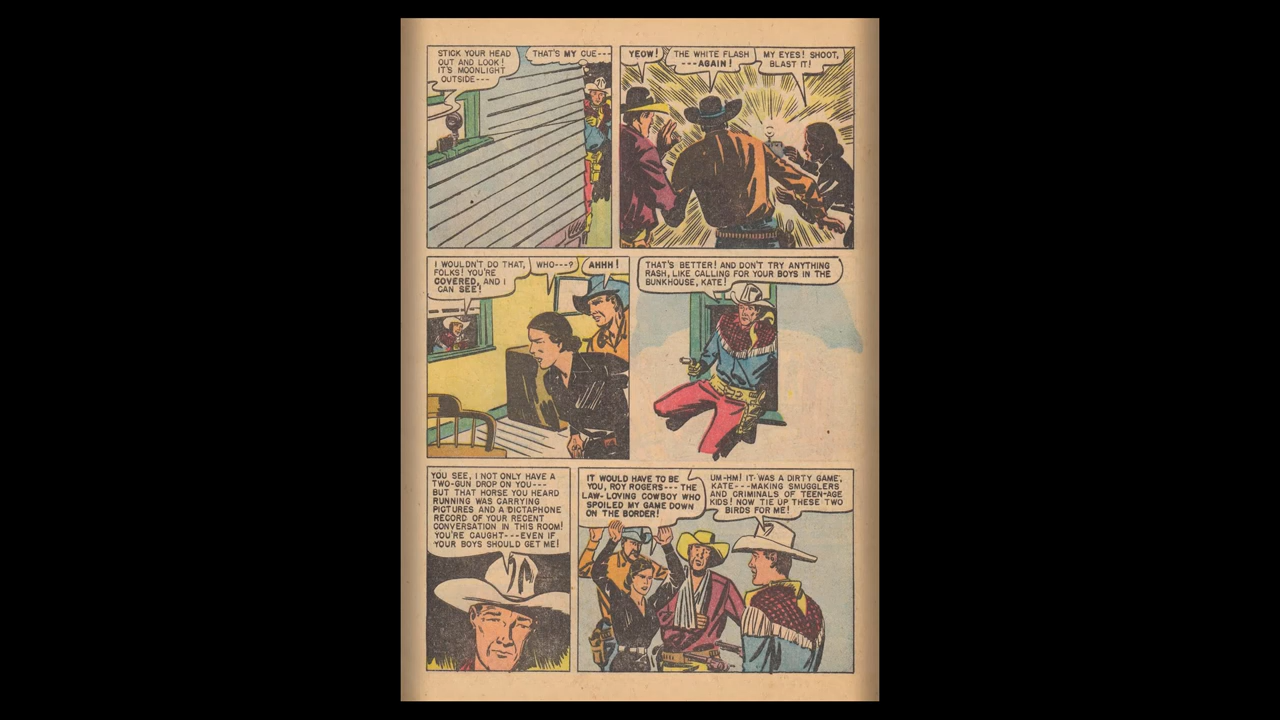 STICK YOUR HEAD
OUT AND LOOK!
IT'S MOONLIGHT
OUTSIDE---
THAT'S MY CUE---
YEOW!
THE WHITE FLASH
---AGAIN!
MY EYES! SHOOT,
BLAST IT!
I WOULDN'T DO THAT,
FOLKS! YOU'RE
COVERED, AND I
CAN SEE!
WHO---?
AHHH!
THAT'S BETTER! AND DON'T TRY ANYTHING
RASH, LIKE CALLING FOR YOUR BOYS IN THE
BUNKHOUSE, KATE!
YOU SEE, I NOT ONLY HAVE A
TWO-GUN DROP ON YOU---
BUT THAT HORSE YOU HEARD
RUNNING WAS CARRYING
PICTURES AND A DICTAPHONE
RECORD OF YOUR RECENT
CONVERSATION IN THIS ROOM!
YOU'RE CAUGHT---EVEN IF
YOUR BOYS SHOULD GET ME!
IT WOULD HAVE TO BE
YOU, ROY ROGERS---THE
LAW-LOVING COWBOY WHO
SPOILED MY GAME DOWN
ON THE BORDER!
UM-HM! IT WAS A DIRTY GAME,
KATE---MAKING SMUGGLERS
AND CRIMINALS OF TEEN-AGE
KIDS! NOW TIE UP THESE TWO
BIRDS FOR ME!